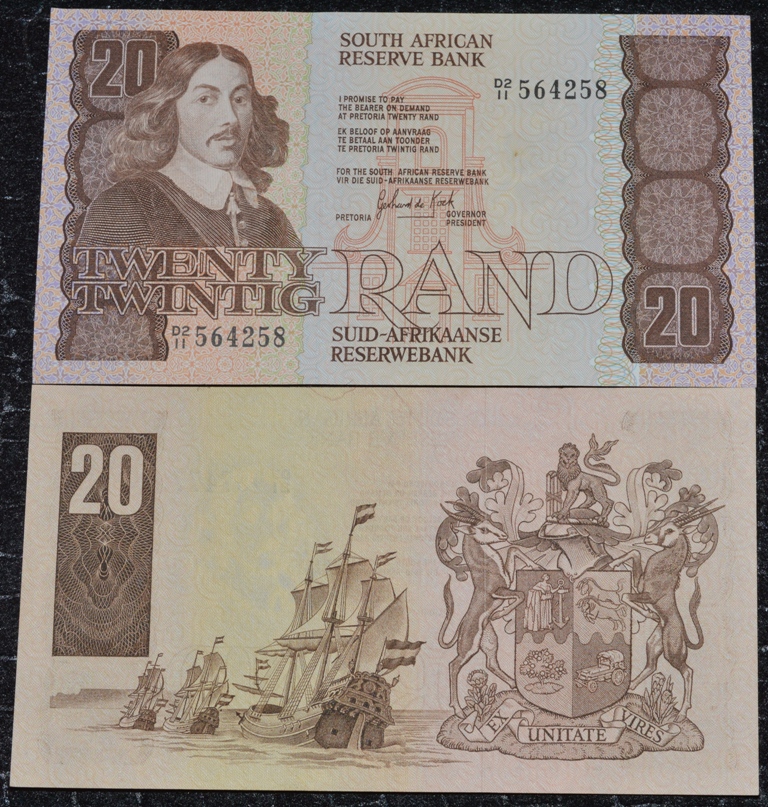 20
SOUTH AFRICAN
RESERVE BANK
D2/11 564258
I PROMISE TO PAY
THE BEARER ON DEMAND
AT PRETORIA TWENTY RAND
EK BELOOF OP AANVRAAG
TE BETAAL AAN TOONDER
TE PRETORIA TWINTIG RAND
FOR THE SOUTH AFRICAN RESERVE BANK
VIR DIE SUID-AFRIKAANSE RESERWEBANK
Gerhard de Kock
PRETORIA GOVERNOR
PRESIDENT
TWENTY
TWINTIG
RAND
20
D2/11 564258
SUID-AFRIKAANSE
RESERWEBANK
20
EX UNITATE VIRES